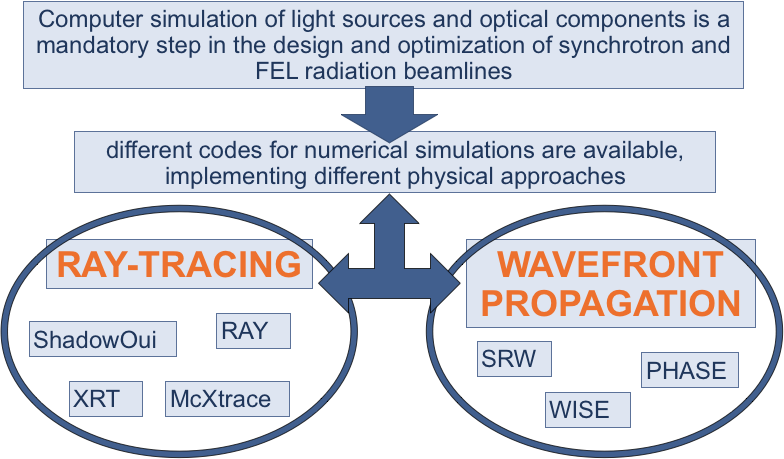 Computer simulation of light sources and optical components is a
mandatory step in the design and optimization of synchrotron and
FEL radiation beamlines
different codes for numerical simulations are available,
implementing different physical approaches
RAY-TRACING
ShadowOui
RAY
XRT
McXtrace
WAVEFRONT
PROPAGATION
SRW
PHASE
WISE